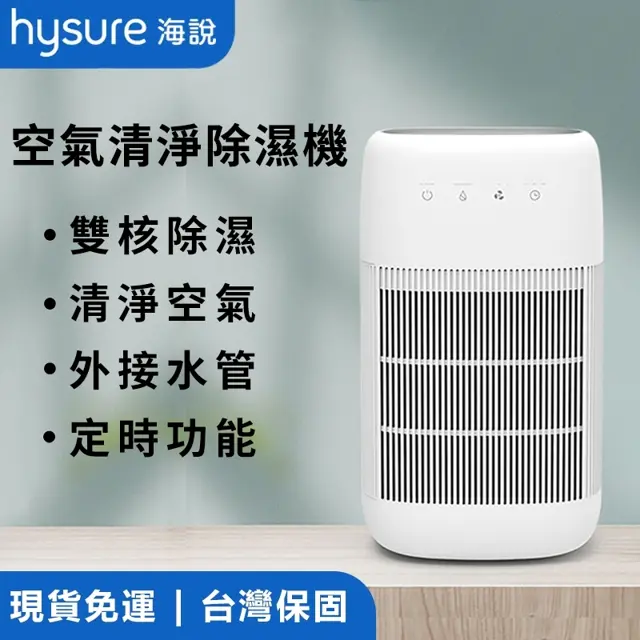 hysure 海說
空氣清淨除濕機
• 雙核除濕
• 清淨空氣
• 外接水管
• 定時功能
現貨免運 | 台灣保固